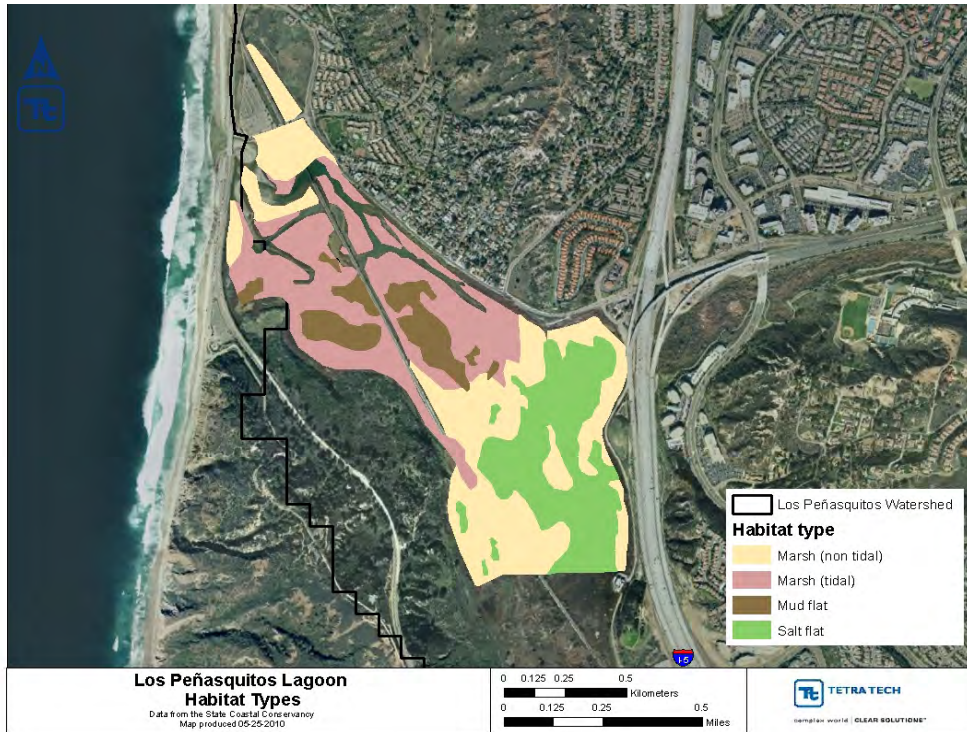 Tt
Los Peñasquitos Watershed
Habitat type
Marsh (non tidal)
Marsh (tidal)
Mud flat
Salt flat
I-5
Los Peñasquitos Lagoon
Habitat Types
Data from the State Coastal Conservancy
Map produced 05-25-2010
0 0.125 0.25 0.5
Kilometers
0 0.125 0.25 0.5
Miles
Tt TETRA TECH
complex world | CLEAR SOLUTIONS™